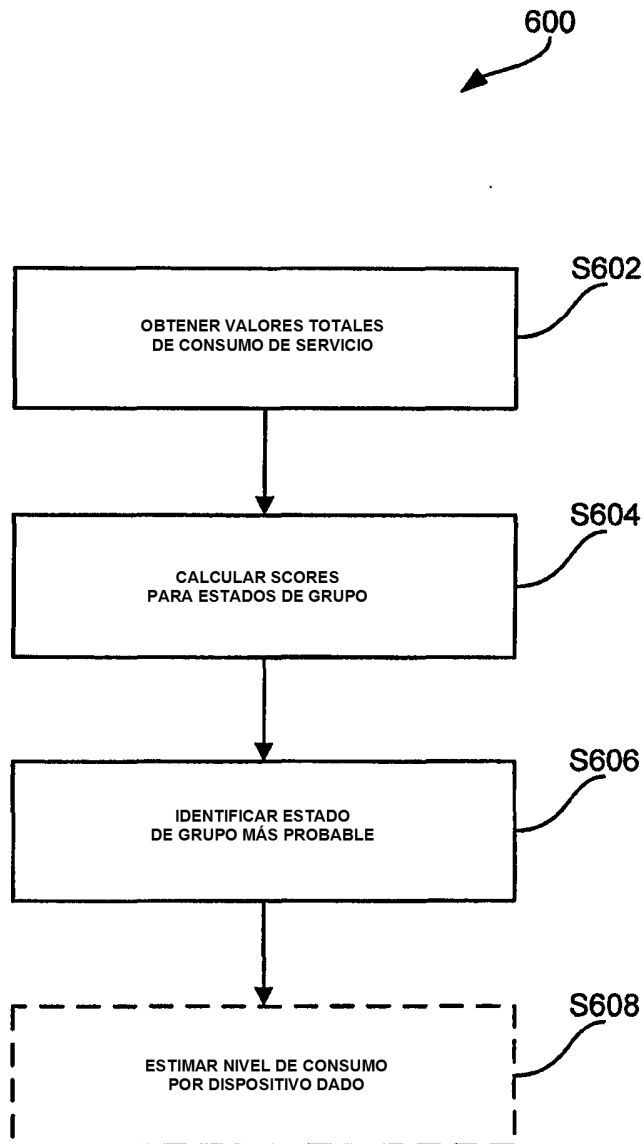 600
S602
OBTENER VALORES TOTALES
DE CONSUMO DE SERVICIO
S604
CALCULAR SCORES
PARA ESTADOS DE GRUPO
S606
IDENTIFICAR ESTADO
DE GRUPO MÁS PROBABLE
S608
ESTIMAR NIVEL DE CONSUMO
POR DISPOSITIVO DADO